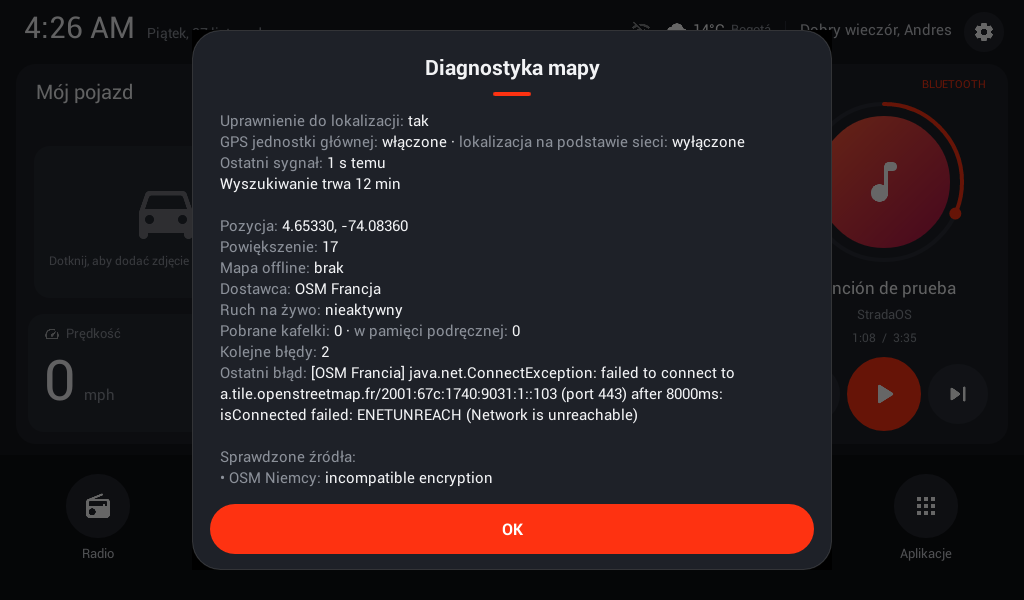 4:26 AM
Piątek,
14°C Bogotá
Dobry wieczór, Andres
Mój pojazd
Dotknij, aby dodać zdjęcie
Prędkość
0 mph
Diagnostyka mapy
Uprawnienie do lokalizacji: tak
GPS jednostki głównej: włączone · lokalizacja na podstawie sieci: wyłączone
Ostatni sygnał: 1 s temu
Wyszukiwanie trwa 12 min
Pozycja: 4.65330, -74.08360
Powiększenie: 17
Mapa offline: brak
Dostawca: OSM Francja
Ruch na żywo: nieaktywny
Pobrane kafelki: 0 · w pamięci podręcznej: 0
Kolejne błędy: 2
Ostatni błąd: [OSM Francia] java.net.ConnectException: failed to connect to
a.tile.openstreetmap.fr/2001:67c:1740:9031:1::103 (port 443) after 8000ms:
isConnected failed: ENETUNREACH (Network is unreachable)
Sprawdzone źródła:
• OSM Niemcy: incompatible encryption
OK
BLUETOOTH
nción de prueba
StradaOS
1:08 / 3:35
Radio
Aplikacje